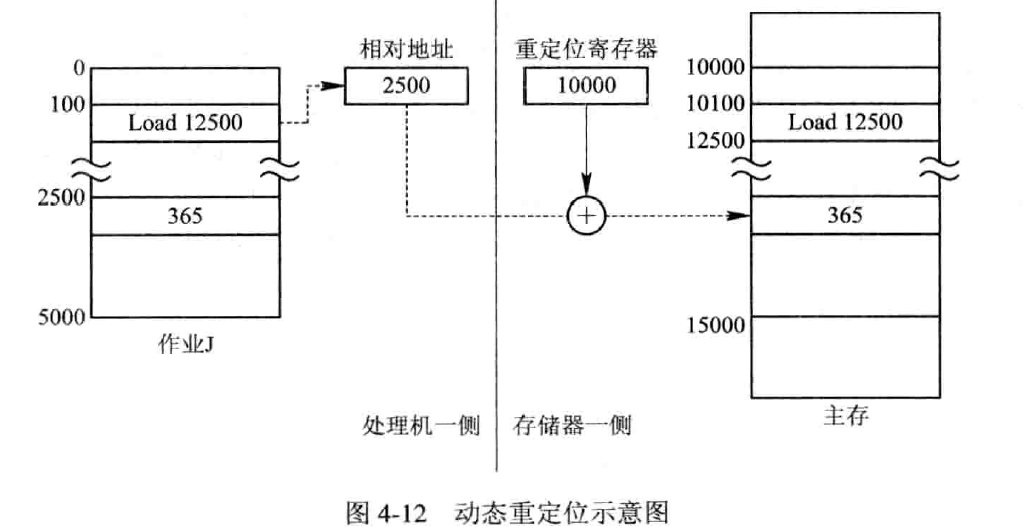 0
100
Load 12500
2500
365
5000
作业J
相对地址
2500
重定位寄存器
10000
+
处理机一侧
存储器一侧
10000
10100
Load 12500
12500
365
15000
主存
图 4-12 动态重定位示意图